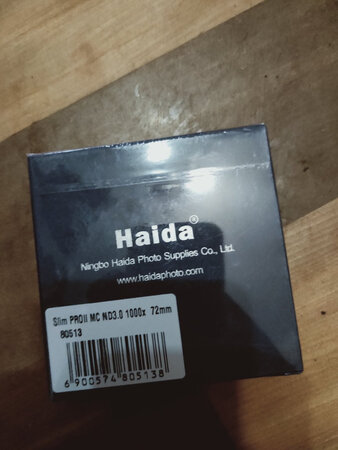 Haida®
Ningbo Haida Photo Supplies Co., Ltd.
www.haidaphoto.com
Slim PROII MC ND3.0 1000x 72mm
80513
6 900574 805138